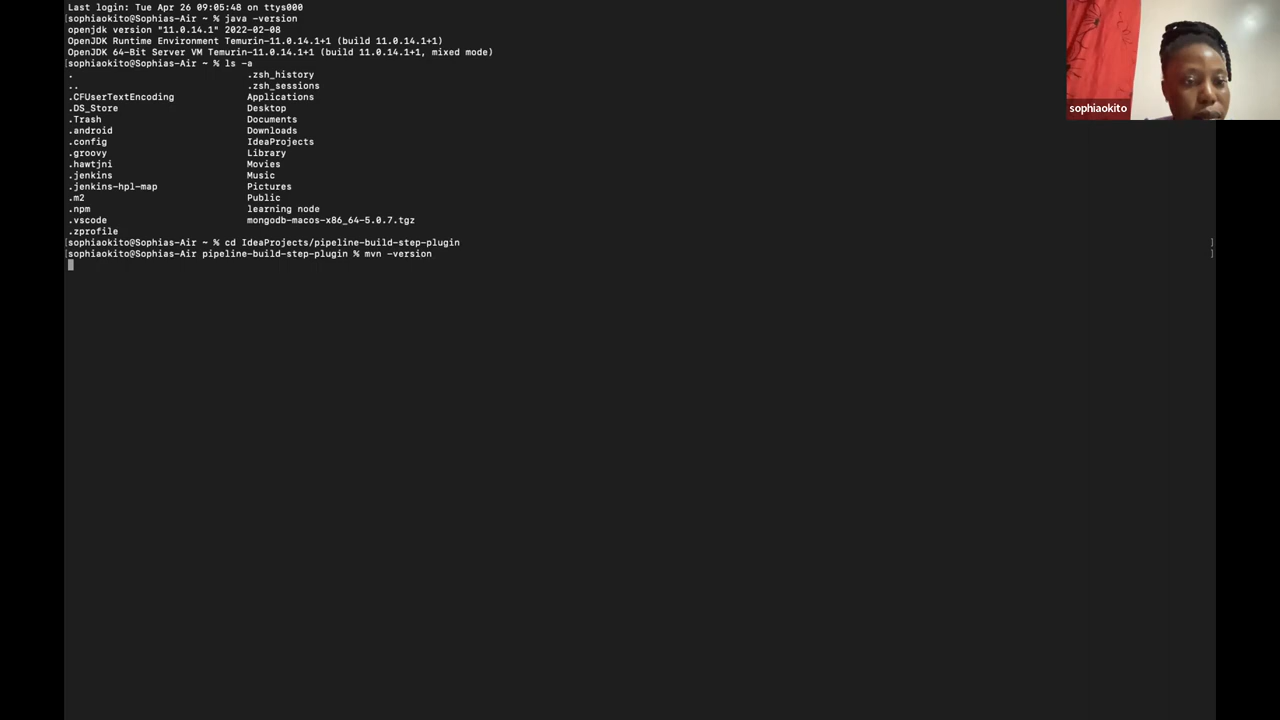 Last login: Tue Apr 26 09:05:48 on ttys000
[sophiaokito@Sophias-Air ~ % java -version
openjdk version "11.0.14.1" 2022-02-08
OpenJDK Runtime Environment Temurin-11.0.14.1+1 (build 11.0.14.1+1)
OpenJDK 64-Bit Server VM Temurin-11.0.14.1+1 (build 11.0.14.1+1, mixed mode)
[sophiaokito@Sophias-Air ~ % ls -a
. .zsh_history
.. .zsh_sessions
.CFUserTextEncoding Applications
.DS_Store Desktop
.Trash Documents
.android Downloads
.config IdeaProjects
.groovy Library
.hawtjni Movies
.jenkins Music
.jenkins-hpl-map Pictures
.m2 Public
.npm learning node
.vscode mongodb-macos-x86_64-5.0.7.tgz
.zprofile
[sophiaokito@Sophias-Air ~ % cd IdeaProjects/pipeline-build-step-plugin ]
[sophiaokito@Sophias-Air pipeline-build-step-plugin % mvn -version ]
sophiaokito